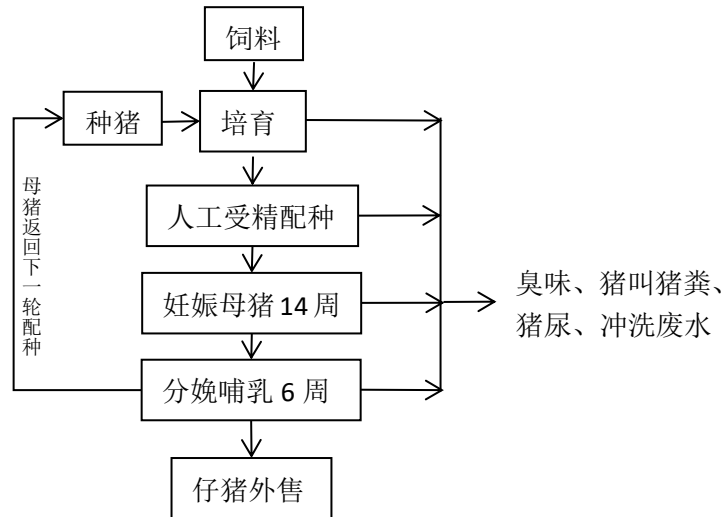 饲料
种猪
培育
母猪返回下一轮配种
人工受精配种
妊娠母猪 14 周
臭味、猪叫猪粪、
猪尿、冲洗废水
分娩哺乳 6 周
仔猪外售